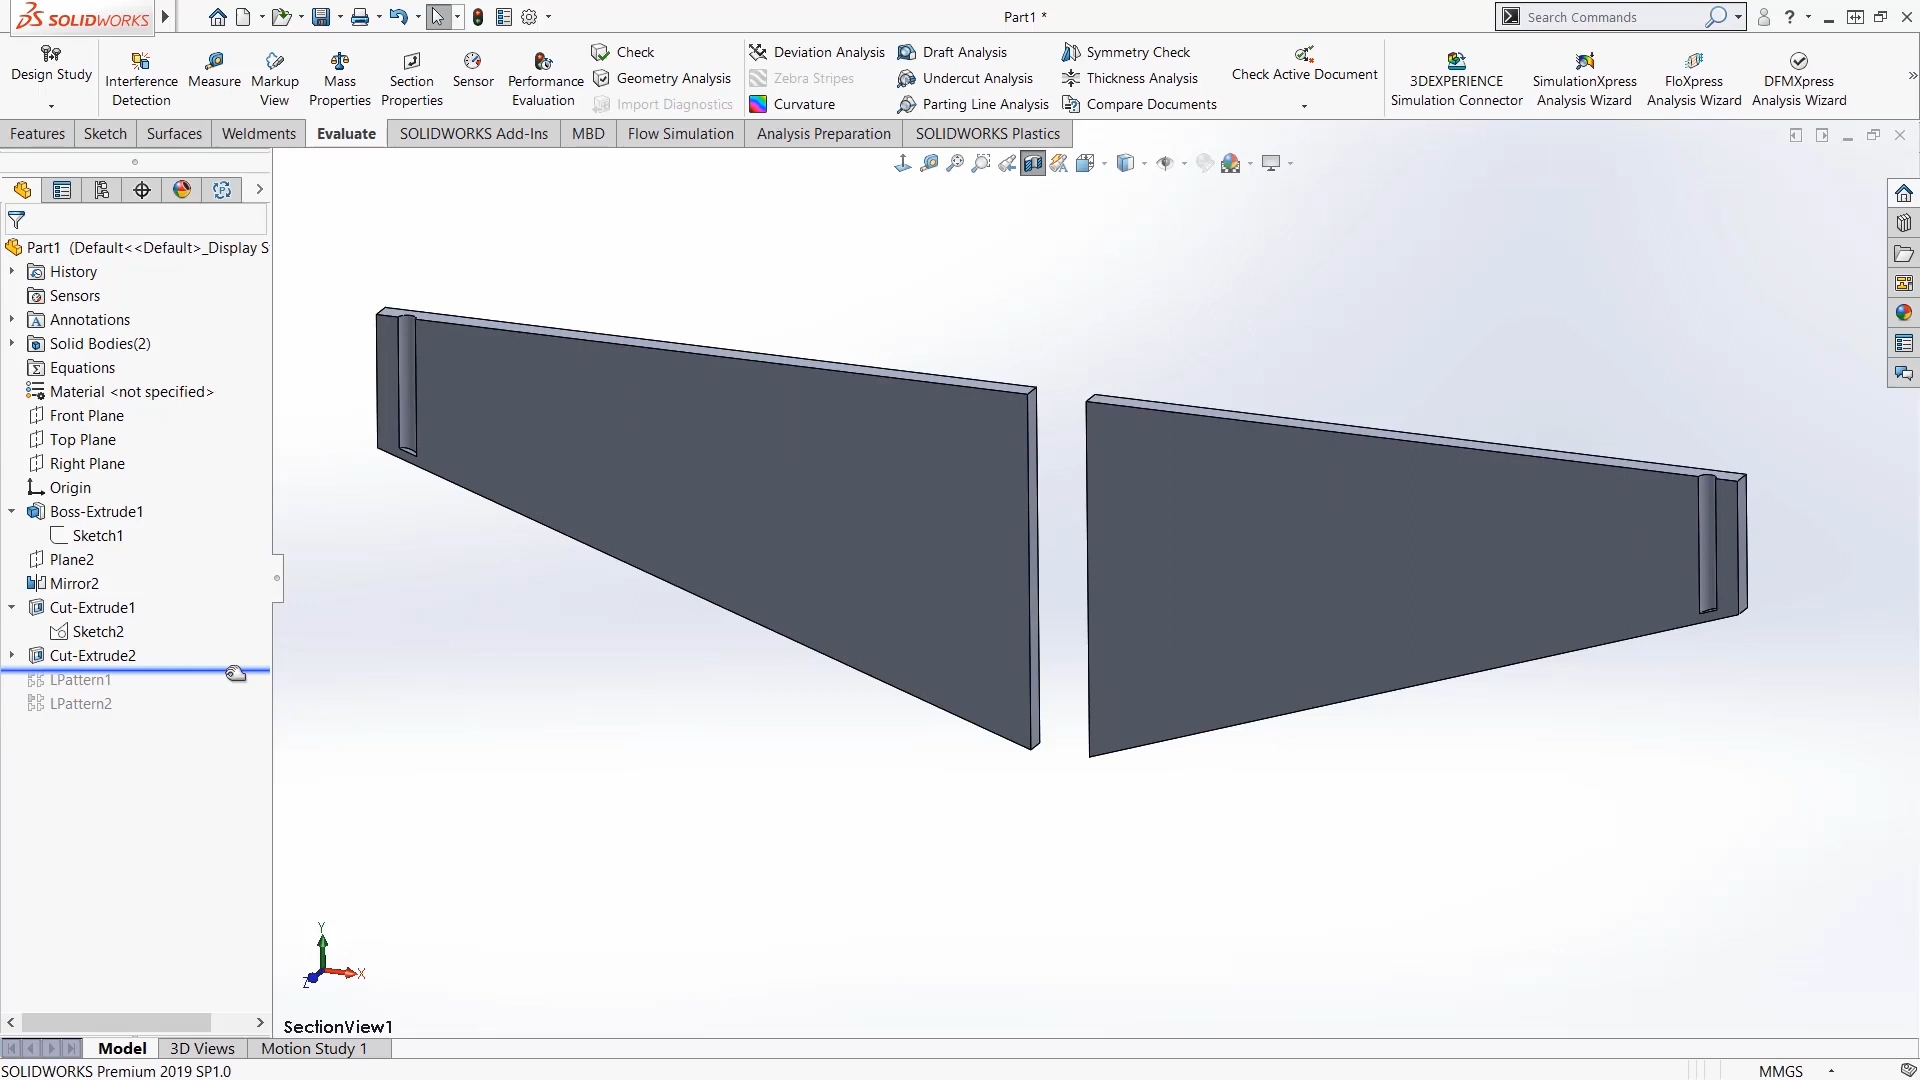 SOLIDWORKS
Part1 *
Search Commands
?
Design Study
Interference Detection
Measure
Markup View
Mass Properties
Section Properties
Sensor
Performance Evaluation
Check
Geometry Analysis
Import Diagnostics
Deviation Analysis
Zebra Stripes
Curvature
Draft Analysis
Undercut Analysis
Parting Line Analysis
Symmetry Check
Thickness Analysis
Compare Documents
Check Active Document
3DEXPERIENCE Simulation Connector
SimulationXpress Analysis Wizard
FloXpress Analysis Wizard
DFMXpress Analysis Wizard
Features
Sketch
Surfaces
Weldments
Evaluate
SOLIDWORKS Add-Ins
MBD
Flow Simulation
Analysis Preparation
SOLIDWORKS Plastics
Part1 (Default<<Default>_Display S
History
Sensors
Annotations
Solid Bodies(2)
Equations
Material <not specified>
Front Plane
Top Plane
Right Plane
Origin
Boss-Extrude1
Sketch1
Plane2
Mirror2
Cut-Extrude1
Sketch2
Cut-Extrude2
LPattern1
LPattern2
Y
X
Z
SectionView1
Model
3D Views
Motion Study 1
SOLIDWORKS Premium 2019 SP1.0
MMGS